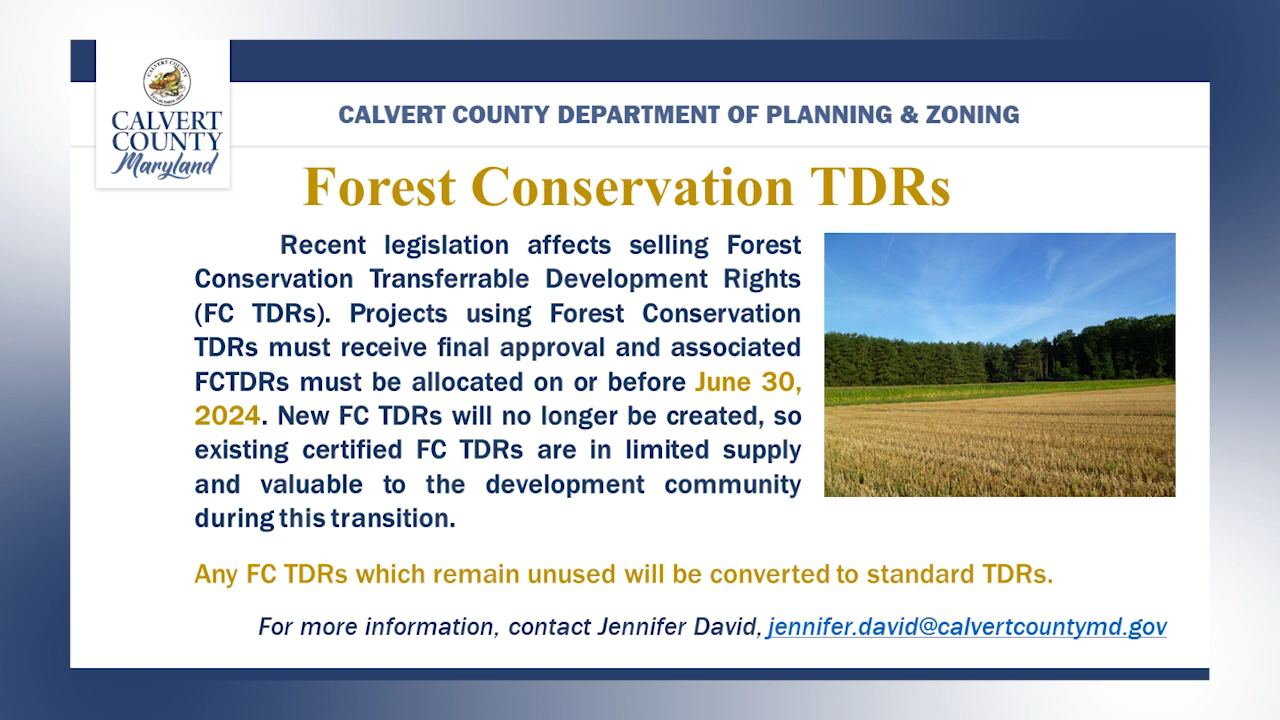 CALVERT COUNTY
ESTABLISHED 1654
CALVERT
COUNTY
Maryland
CALVERT COUNTY DEPARTMENT OF PLANNING & ZONING
Forest Conservation TDRs
Recent legislation affects selling Forest
Conservation Transferrable Development Rights
(FC TDRs). Projects using Forest Conservation
TDRs must receive final approval and associated
FCTDRs must be allocated on or before June 30,
2024. New FC TDRs will no longer be created, so
existing certified FC TDRs are in limited supply
and valuable to the development community
during this transition.
Any FC TDRs which remain unused will be converted to standard TDRs.
For more information, contact Jennifer David, jennifer.david@calvertcountymd.gov